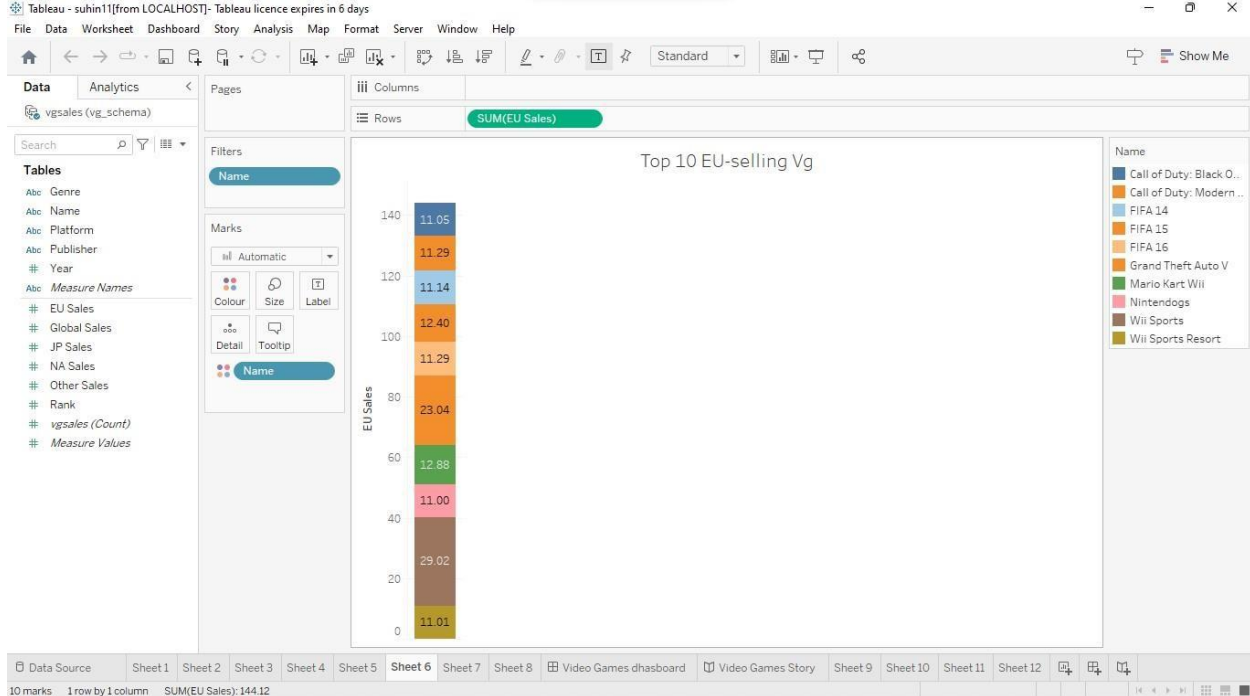 Tableau - suhin11[from LOCALHOST]- Tableau licence expires in 6 days
File Data Worksheet Dashboard Story Analysis Map Format Server Window Help
Standard
Show Me
Data Analytics
vgsales (vg_schema)
Search
Tables
Abc Genre
Abc Name
Abc Platform
Abc Publisher
# Year
Abc Measure Names
# EU Sales
# Global Sales
# JP Sales
# NA Sales
# Other Sales
# Rank
# vgsales (Count)
# Measure Values
Pages
Filters
Name
Marks
Automatic
Colour Size Label
Detail Tooltip
Name
Columns
Rows SUM(EU Sales)
Top 10 EU-selling Vg
EU Sales
140
120
100
80
60
40
20
0
11.05
11.29
11.14
12.40
11.29
23.04
12.88
11.00
29.02
11.01
Name
Call of Duty: Black O..
Call of Duty: Modern ..
FIFA 14
FIFA 15
FIFA 16
Grand Theft Auto V
Mario Kart Wii
Nintendogs
Wii Sports
Wii Sports Resort
Data Source Sheet 1 Sheet 2 Sheet 3 Sheet 4 Sheet 5 Sheet 6 Sheet 7 Sheet 8 Video Games dhasboard Video Games Story Sheet 9 Sheet 10 Sheet 11 Sheet 12
10 marks 1 row by 1 column SUM(EU Sales): 144.12